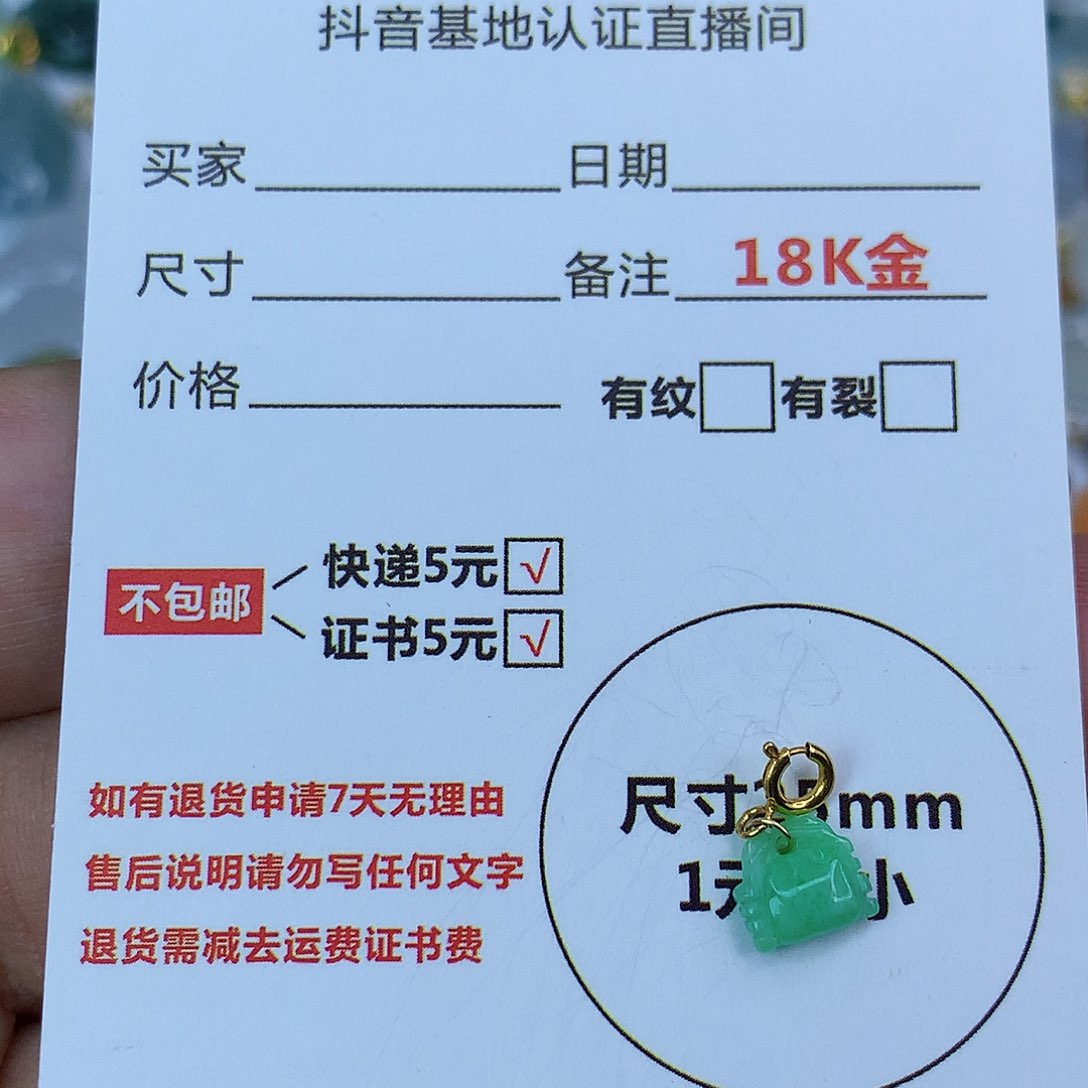 抖音基地认证直播间
买家 日期
尺寸 备注 18K金
价格 有纹 有裂
不包邮
快递5元 √
证书5元 √
如有退货申请7天无理由
售后说明请勿写任何文字
退货需减去运费证书费
尺寸 5mm
1 小